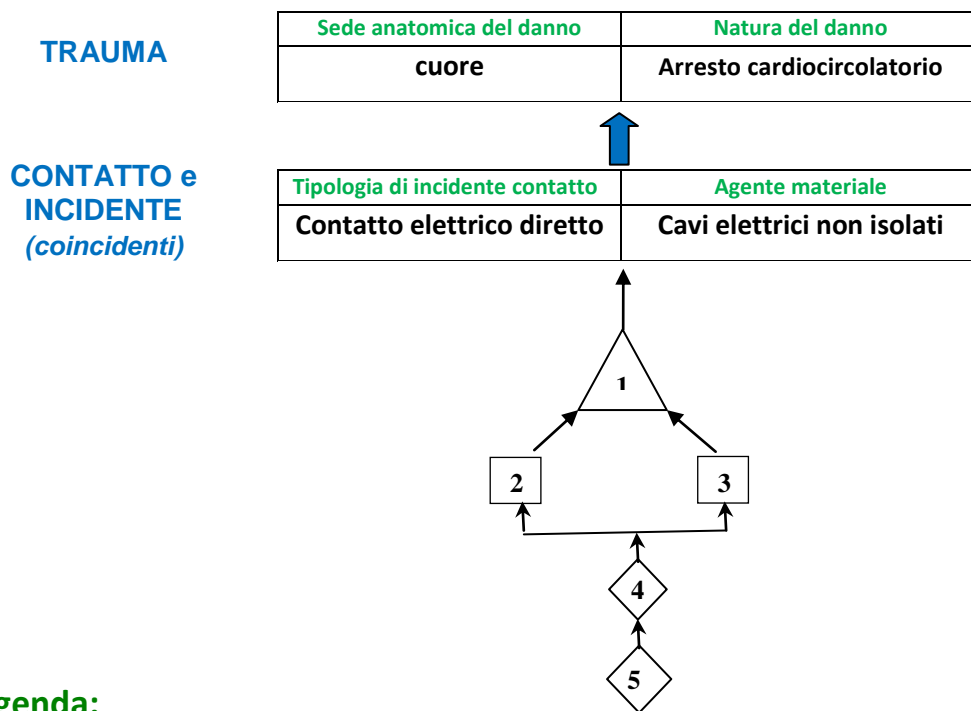 TRAUMA
Sede anatomica del danno
Natura del danno
cuore
Arresto cardiocircolatorio
CONTATTO e
INCIDENTE
(coincidenti)
Tipologia di incidente contatto
Agente materiale
Contatto elettrico diretto
Cavi elettrici non isolati
1
2
3
4
5
genda: